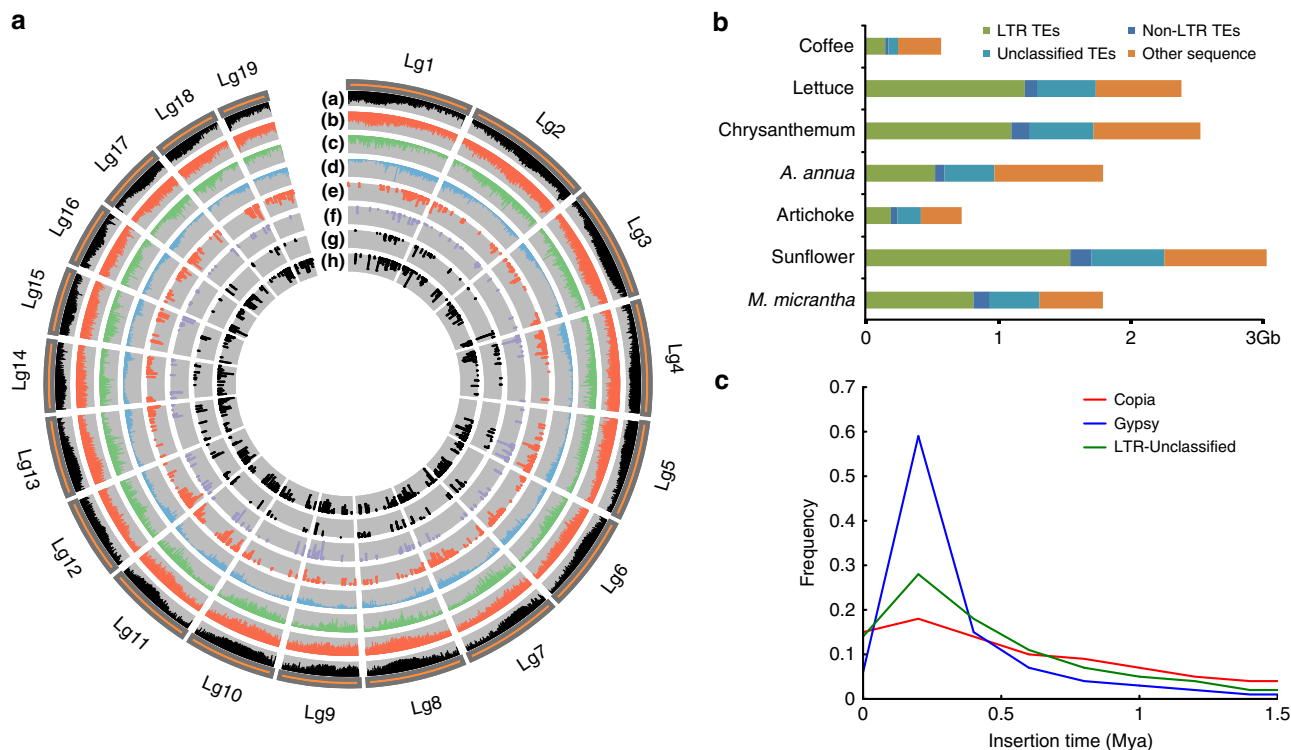 a
Lg1
Lg2
Lg3
Lg4
Lg5
Lg6
Lg7
Lg8
Lg9
Lg10
Lg11
Lg12
Lg13
Lg14
Lg15
Lg16
Lg17
Lg18
Lg19
(a)
(b)
(c)
(d)
(e)
(f)
(g)
(h)
b
LTR TEs
Non-LTR TEs
Unclassified TEs
Other sequence
Coffee
Lettuce
Chrysanthemum
A. annua
Artichoke
Sunflower
M. micrantha
0 1 2 3Gb
c
Copia
Gypsy
LTR-Unclassified
Frequency
0.7
0.6
0.5
0.4
0.3
0.2
0.1
0
0 0.5 1.0 1.5
Insertion time (Mya)